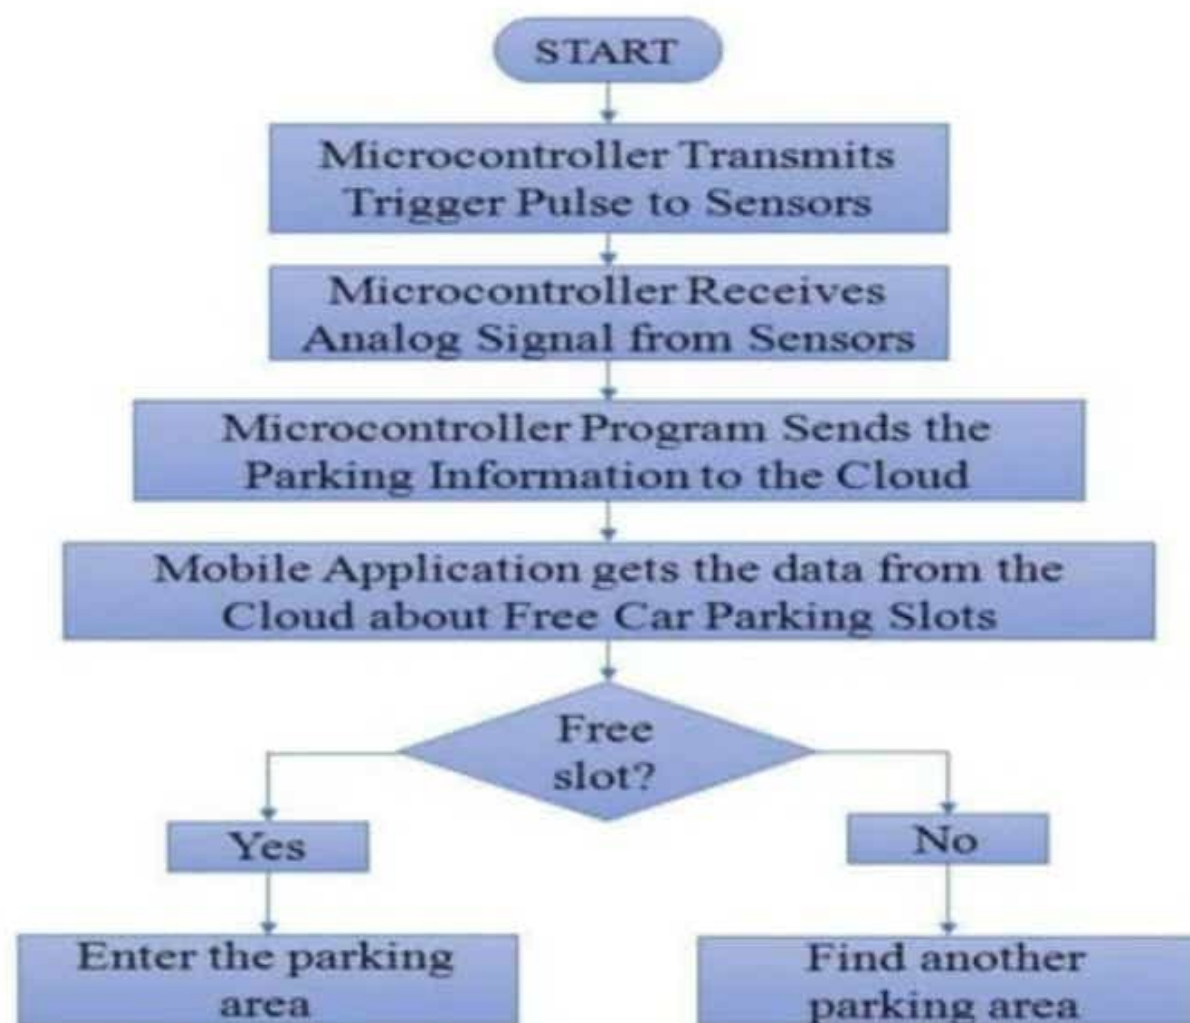 START
Microcontroller Transmits
Trigger Pulse to Sensors
Microcontroller Receives
Analog Signal from Sensors
Microcontroller Program Sends the
Parking Information to the Cloud
Mobile Application gets the data from the
Cloud about Free Car Parking Slots
Free
slot?
Yes
No
Enter the parking
area
Find another
parking area